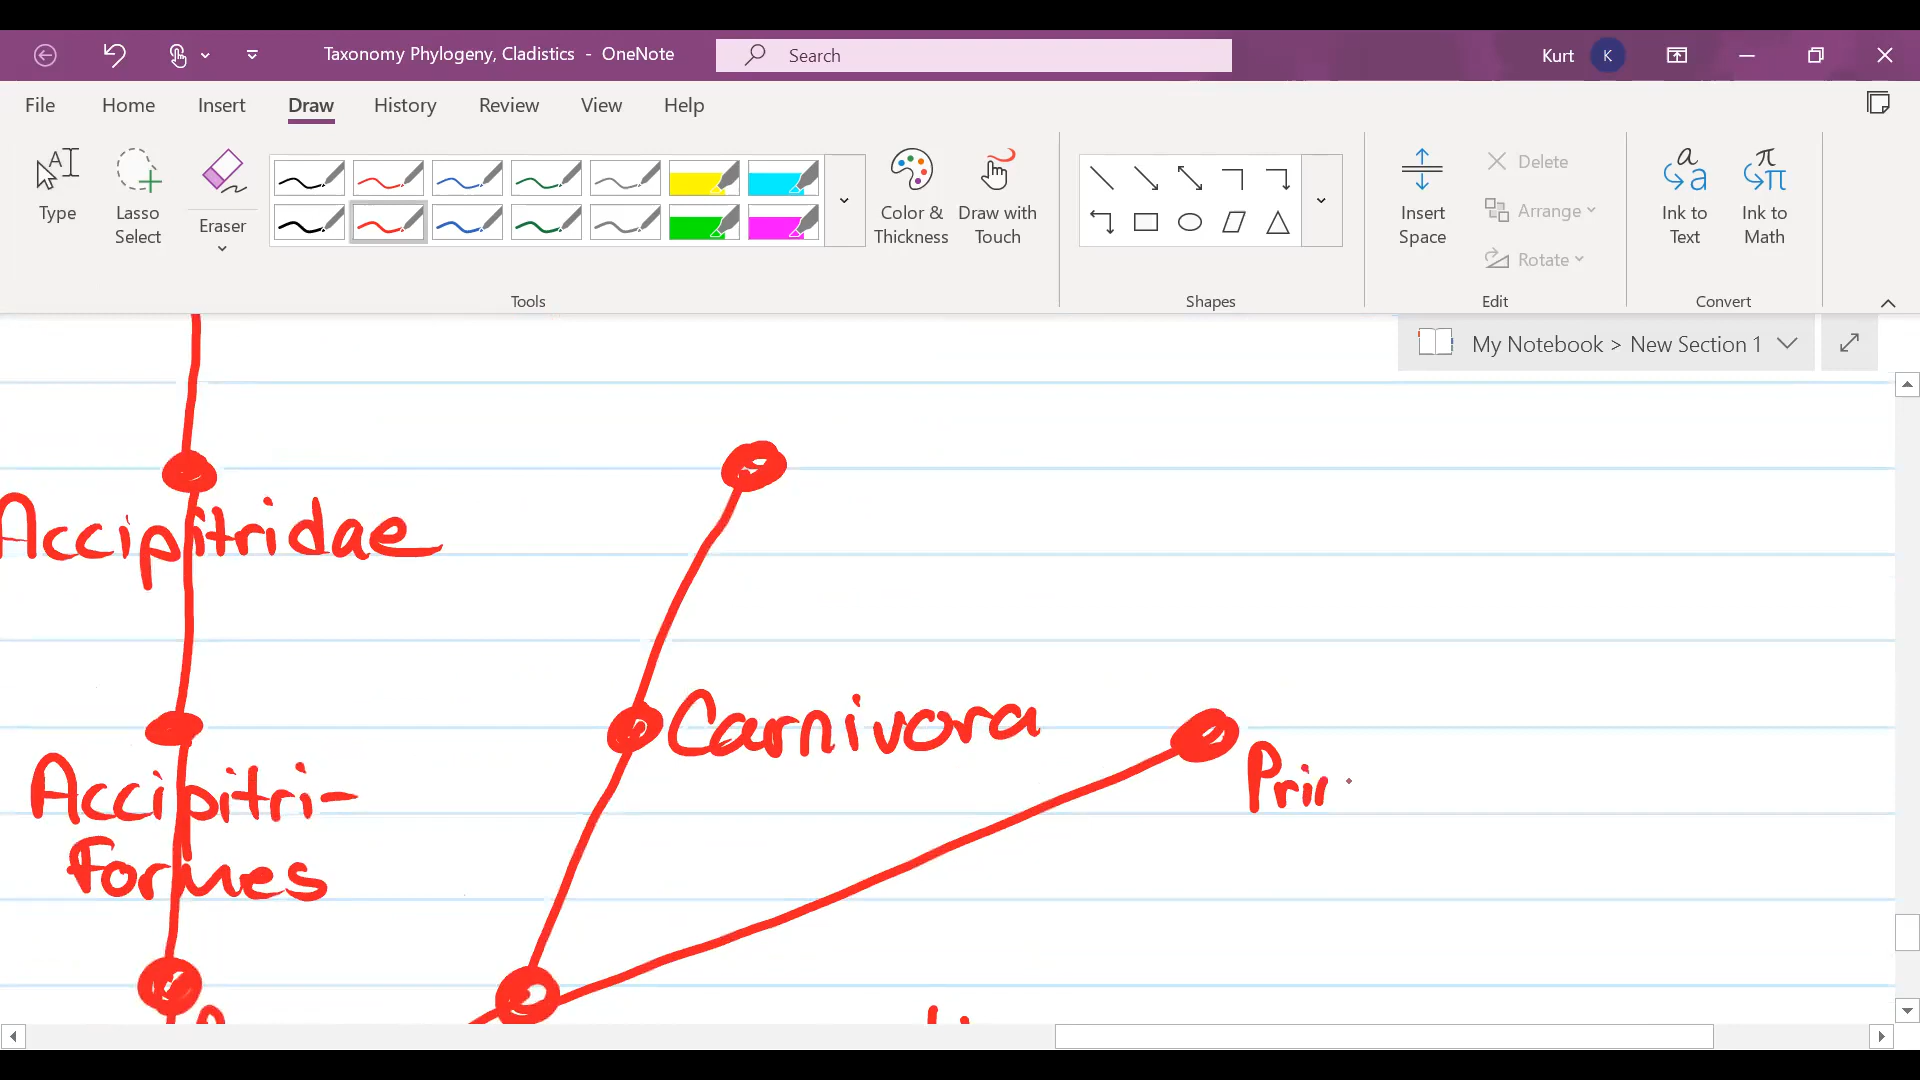 Taxonomy Phylogeny, Cladistics - OneNote
Search
Kurt
K
File Home Insert Draw History Review View Help
Type
Lasso Select
Eraser
Color & Thickness
Draw with Touch
Insert Space
Delete
Arrange
Rotate
Ink to Text
Ink to Math
Tools
Shapes
Edit
Convert
My Notebook > New Section 1
Accipitridae
Carnivora
Accipitri-
formes